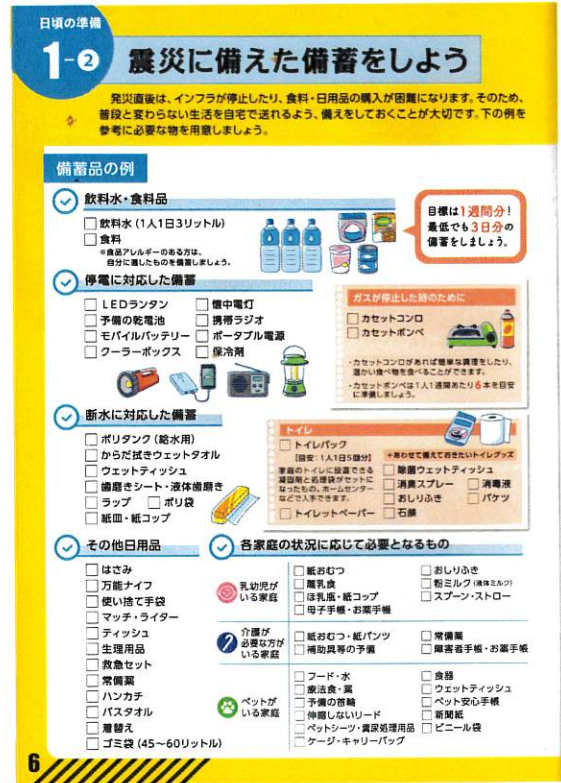 日頃の準備
1-2
震災に備えた備蓄をしよう
発災直後は、インフラが停止したり、食料・日用品の購入が困難になります。そのため、
普段と変わらない生活を自宅で送れるよう、備えをしておくことが大切です。下の例を
参考に必要な物を用意しましょう。
備蓄品の例
飲料水・食料品
□ 飲料水（1人1日3リットル）
□ 食料
※食品アレルギーのある方は、
自分に適したものを備蓄しましょう。
目標は1週間分！
最低でも3日分の
備蓄をしましょう。
停電に対応した備蓄
□ LEDランタン □ 懐中電灯
□ 予備の乾電池 □ 携帯ラジオ
□ モバイルバッテリー □ ポータブル電源
□ クーラーボックス □ 保冷剤
ガスが停止した時のために
□ カセットコンロ
□ カセットボンベ
・カセットコンロがあれば簡単な調理をしたり、
温かい食べ物を食べることができます。
・カセットボンベは1人1週間あたり6本を目安
に準備しましょう。
断水に対応した備蓄
□ ポリタンク（給水用）
□ からだ拭きウェットタオル
□ ウェットティッシュ
□ 歯磨きシート・液体歯磨き
□ ラップ □ ポリ袋
□ 紙皿・紙コップ
トイレ
□ トイレパック
［目安：1人1日5回分］
家庭のトイレに設置できる
凝固剤と処理袋がセットに
なったもの。ホームセンター
などで入手できます。
□ トイレットペーパー
+あわせて備えておきたいトイレグッズ
□ 除菌ウェットティッシュ
□ 消臭スプレー □ 消毒液
□ おしりふき □ バケツ
□ 石鹸
その他日用品
□ はさみ
□ 万能ナイフ
□ 使い捨て手袋
□ マッチ・ライター
□ ティッシュ
□ 生理用品
□ 救急セット
□ 常備薬
□ ハンカチ
□ バスタオル
□ 着替え
□ ゴミ袋（45～60リットル）
各家庭の状況に応じて必要となるもの
乳幼児が
いる家庭
□ 紙おむつ □ おしりふき
□ 離乳食 □ 粉ミルク（液体ミルク）
□ ほ乳瓶・紙コップ □ スプーン・ストロー
□ 母子手帳・お薬手帳
介護が
必要な方が
いる家庭
□ 紙おむつ・紙パンツ □ 常備薬
□ 補助具等の予備 □ 障害者手帳・お薬手帳
ペットが
いる家庭
□ フード・水 □ 食器
□ 療法食・薬 □ ウェットティッシュ
□ 予備の首輪 □ ペット安心手帳
□ 伸縮しないリード □ 新聞紙
□ ペットシーツ・糞尿処理用品 □ ビニール袋
□ ケージ・キャリーバッグ
6